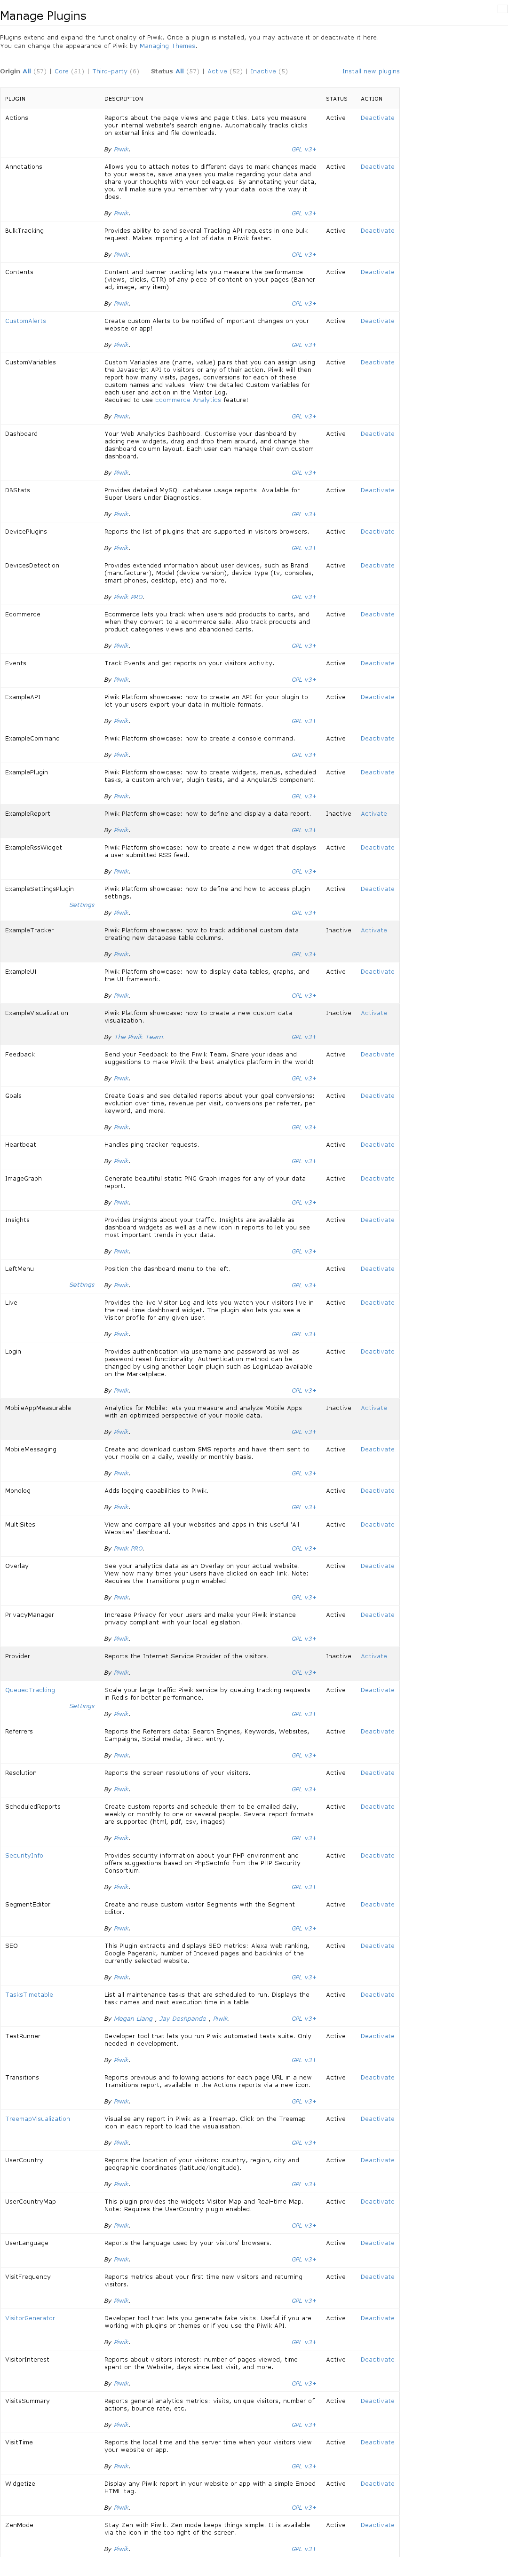 Manage Plugins
Plugins extend and expand the functionality of Piwik. Once a plugin is installed, you may activate it or deactivate it here.
You can change the appearance of Piwik by Managing Themes.
Origin All (57) | Core (51) | Third-party (6) Status All (57) | Active (52) | Inactive (5) Install new plugins
PLUGIN DESCRIPTION STATUS ACTION
Actions Reports about the page views and page titles. Lets you measure Active Deactivate
your internal website's search engine. Automatically tracks clicks
on external links and file downloads.
By Piwik. GPL v3+
Annotations Allows you to attach notes to different days to mark changes made Active Deactivate
to your website, save analyses you make regarding your data and
share your thoughts with your colleagues. By annotating your data,
you will make sure you remember why your data looks the way it
does.
By Piwik. GPL v3+
BulkTracking Provides ability to send several Tracking API requests in one bulk Active Deactivate
request. Makes importing a lot of data in Piwik faster.
By Piwik. GPL v3+
Contents Content and banner tracking lets you measure the performance Active Deactivate
(views, clicks, CTR) of any piece of content on your pages (Banner
ad, image, any item).
By Piwik. GPL v3+
CustomAlerts Create custom Alerts to be notified of important changes on your Active Deactivate
website or app!
By Piwik. GPL v3+
CustomVariables Custom Variables are (name, value) pairs that you can assign using Active Deactivate
the Javascript API to visitors or any of their action. Piwik will then
report how many visits, pages, conversions for each of these
custom names and values. View the detailed Custom Variables for
each user and action in the Visitor Log.
Required to use Ecommerce Analytics feature!
By Piwik. GPL v3+
Dashboard Your Web Analytics Dashboard. Customise your dashboard by Active Deactivate
adding new widgets, drag and drop them around, and change the
dashboard column layout. Each user can manage their own custom
dashboard.
By Piwik. GPL v3+
DBStats Provides detailed MySQL database usage reports. Available for Active Deactivate
Super Users under Diagnostics.
By Piwik. GPL v3+
DevicePlugins Reports the list of plugins that are supported in visitors browsers. Active Deactivate
By Piwik. GPL v3+
DevicesDetection Provides extended information about user devices, such as Brand Active Deactivate
(manufacturer), Model (device version), device type (tv, consoles,
smart phones, desktop, etc) and more.
By Piwik PRO. GPL v3+
Ecommerce Ecommerce lets you track when users add products to carts, and Active Deactivate
when they convert to a ecommerce sale. Also track products and
product categories views and abandoned carts.
By Piwik. GPL v3+
Events Track Events and get reports on your visitors activity. Active Deactivate
By Piwik. GPL v3+
ExampleAPI Piwik Platform showcase: how to create an API for your plugin to Active Deactivate
let your users export your data in multiple formats.
By Piwik. GPL v3+
ExampleCommand Piwik Platform showcase: how to create a console command. Active Deactivate
By Piwik. GPL v3+
ExamplePlugin Piwik Platform showcase: how to create widgets, menus, scheduled Active Deactivate
tasks, a custom archiver, plugin tests, and a AngularJS component.
By Piwik. GPL v3+
ExampleReport Piwik Platform showcase: how to define and display a data report. Inactive Activate
By Piwik. GPL v3+
ExampleRssWidget Piwik Platform showcase: how to create a new widget that displays Active Deactivate
a user submitted RSS feed.
By Piwik. GPL v3+
ExampleSettingsPlugin Piwik Platform showcase: how to define and how to access plugin Active Deactivate
settings.
Settings
By Piwik. GPL v3+
ExampleTracker Piwik Platform showcase: how to track additional custom data Inactive Activate
creating new database table columns.
By Piwik. GPL v3+
ExampleUI Piwik Platform showcase: how to display data tables, graphs, and Active Deactivate
the UI framework.
By Piwik. GPL v3+
ExampleVisualization Piwik Platform showcase: how to create a new custom data Inactive Activate
visualization.
By The Piwik Team. GPL v3+
Feedback Send your Feedback to the Piwik Team. Share your ideas and Active Deactivate
suggestions to make Piwik the best analytics platform in the world!
By Piwik. GPL v3+
Goals Create Goals and see detailed reports about your goal conversions: Active Deactivate
evolution over time, revenue per visit, conversions per referrer, per
keyword, and more.
By Piwik. GPL v3+
Heartbeat Handles ping tracker requests. Active Deactivate
By Piwik. GPL v3+
ImageGraph Generate beautiful static PNG Graph images for any of your data Active Deactivate
report.
By Piwik. GPL v3+
Insights Provides Insights about your traffic. Insights are available as Active Deactivate
dashboard widgets as well as a new icon in reports to let you see
most important trends in your data.
By Piwik. GPL v3+
LeftMenu Position the dashboard menu to the left. Active Deactivate
Settings By Piwik. GPL v3+
Live Provides the live Visitor Log and lets you watch your visitors live in Active Deactivate
the real-time dashboard widget. The plugin also lets you see a
Visitor profile for any given user.
By Piwik. GPL v3+
Login Provides authentication via username and password as well as Active Deactivate
password reset functionality. Authentication method can be
changed by using another Login plugin such as LoginLdap available
on the Marketplace.
By Piwik. GPL v3+
MobileAppMeasurable Analytics for Mobile: lets you measure and analyze Mobile Apps Inactive Activate
with an optimized perspective of your mobile data.
By Piwik. GPL v3+
MobileMessaging Create and download custom SMS reports and have them sent to Active Deactivate
your mobile on a daily, weekly or monthly basis.
By Piwik. GPL v3+
Monolog Adds logging capabilities to Piwik. Active Deactivate
By Piwik. GPL v3+
MultiSites View and compare all your websites and apps in this useful 'All Active Deactivate
Websites' dashboard.
By Piwik PRO. GPL v3+
Overlay See your analytics data as an Overlay on your actual website. Active Deactivate
View how many times your users have clicked on each link. Note:
Requires the Transitions plugin enabled.
By Piwik. GPL v3+
PrivacyManager Increase Privacy for your users and make your Piwik instance Active Deactivate
privacy compliant with your local legislation.
By Piwik. GPL v3+
Provider Reports the Internet Service Provider of the visitors. Inactive Activate
By Piwik. GPL v3+
QueuedTracking Scale your large traffic Piwik service by queuing tracking requests Active Deactivate
in Redis for better performance.
Settings
By Piwik. GPL v3+
Referrers Reports the Referrers data: Search Engines, Keywords, Websites, Active Deactivate
Campaigns, Social media, Direct entry.
By Piwik. GPL v3+
Resolution Reports the screen resolutions of your visitors. Active Deactivate
By Piwik. GPL v3+
ScheduledReports Create custom reports and schedule them to be emailed daily, Active Deactivate
weekly or monthly to one or several people. Several report formats
are supported (html, pdf, csv, images).
By Piwik. GPL v3+
SecurityInfo Provides security information about your PHP environment and Active Deactivate
offers suggestions based on PhpSecInfo from the PHP Security
Consortium.
By Piwik. GPL v3+
SegmentEditor Create and reuse custom visitor Segments with the Segment Active Deactivate
Editor.
By Piwik. GPL v3+
SEO This Plugin extracts and displays SEO metrics: Alexa web ranking, Active Deactivate
Google Pagerank, number of Indexed pages and backlinks of the
currently selected website.
By Piwik. GPL v3+
TasksTimetable List all maintenance tasks that are scheduled to run. Displays the Active Deactivate
task names and next execution time in a table.
By Megan Liang , Jay Deshpande , Piwik. GPL v3+
TestRunner Developer tool that lets you run Piwik automated tests suite. Only Active Deactivate
needed in development.
By Piwik. GPL v3+
Transitions Reports previous and following actions for each page URL in a new Active Deactivate
Transitions report, available in the Actions reports via a new icon.
By Piwik. GPL v3+
TreemapVisualization Visualise any report in Piwik as a Treemap. Click on the Treemap Active Deactivate
icon in each report to load the visualisation.
By Piwik. GPL v3+
UserCountry Reports the location of your visitors: country, region, city and Active Deactivate
geographic coordinates (latitude/longitude).
By Piwik. GPL v3+
UserCountryMap This plugin provides the widgets Visitor Map and Real-time Map. Active Deactivate
Note: Requires the UserCountry plugin enabled.
By Piwik. GPL v3+
UserLanguage Reports the language used by your visitors' browsers. Active Deactivate
By Piwik. GPL v3+
VisitFrequency Reports metrics about your first time new visitors and returning Active Deactivate
visitors.
By Piwik. GPL v3+
VisitorGenerator Developer tool that lets you generate fake visits. Useful if you are Active Deactivate
working with plugins or themes or if you use the Piwik API.
By Piwik. GPL v3+
VisitorInterest Reports about visitors interest: number of pages viewed, time Active Deactivate
spent on the Website, days since last visit, and more.
By Piwik. GPL v3+
VisitsSummary Reports general analytics metrics: visits, unique visitors, number of Active Deactivate
actions, bounce rate, etc.
By Piwik. GPL v3+
VisitTime Reports the local time and the server time when your visitors view Active Deactivate
your website or app.
By Piwik. GPL v3+
Widgetize Display any Piwik report in your website or app with a simple Embed Active Deactivate
HTML tag.
By Piwik. GPL v3+
ZenMode Stay Zen with Piwik. Zen mode keeps things simple. It is available Active Deactivate
via the icon in the top right of the screen.
By Piwik. GPL v3+